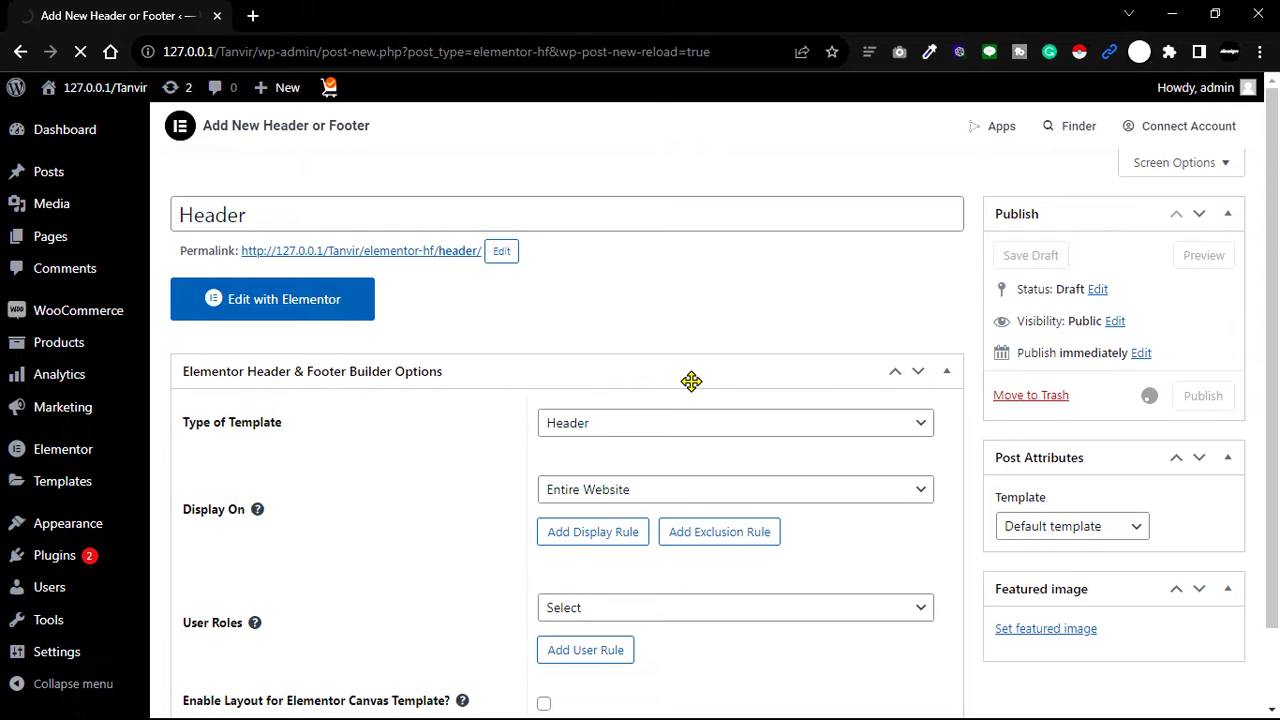 Add New Header or Footer ‹ —
127.0.0.1/Tanvir/wp-admin/post-new.php?post_type=elementor-hf&wp-post-new-reload=true
127.0.0.1/Tanvir
2
0
New
Howdy, admin
Add New Header or Footer
Apps
Finder
Connect Account
Screen Options
Dashboard
Posts
Media
Pages
Comments
WooCommerce
Products
Analytics
Marketing
Elementor
Templates
Appearance
Plugins 2
Users
Tools
Settings
Collapse menu
Header
Permalink: http://127.0.0.1/Tanvir/elementor-hf/header/ Edit
Edit with Elementor
Elementor Header & Footer Builder Options
Type of Template
Header
Display On ?
Entire Website
Add Display Rule
Add Exclusion Rule
User Roles ?
Select
Add User Rule
Enable Layout for Elementor Canvas Template? ?
Publish
Save Draft
Preview
Status: Draft Edit
Visibility: Public Edit
Publish immediately Edit
Move to Trash
Publish
Post Attributes
Template
Default template
Featured image
Set featured image